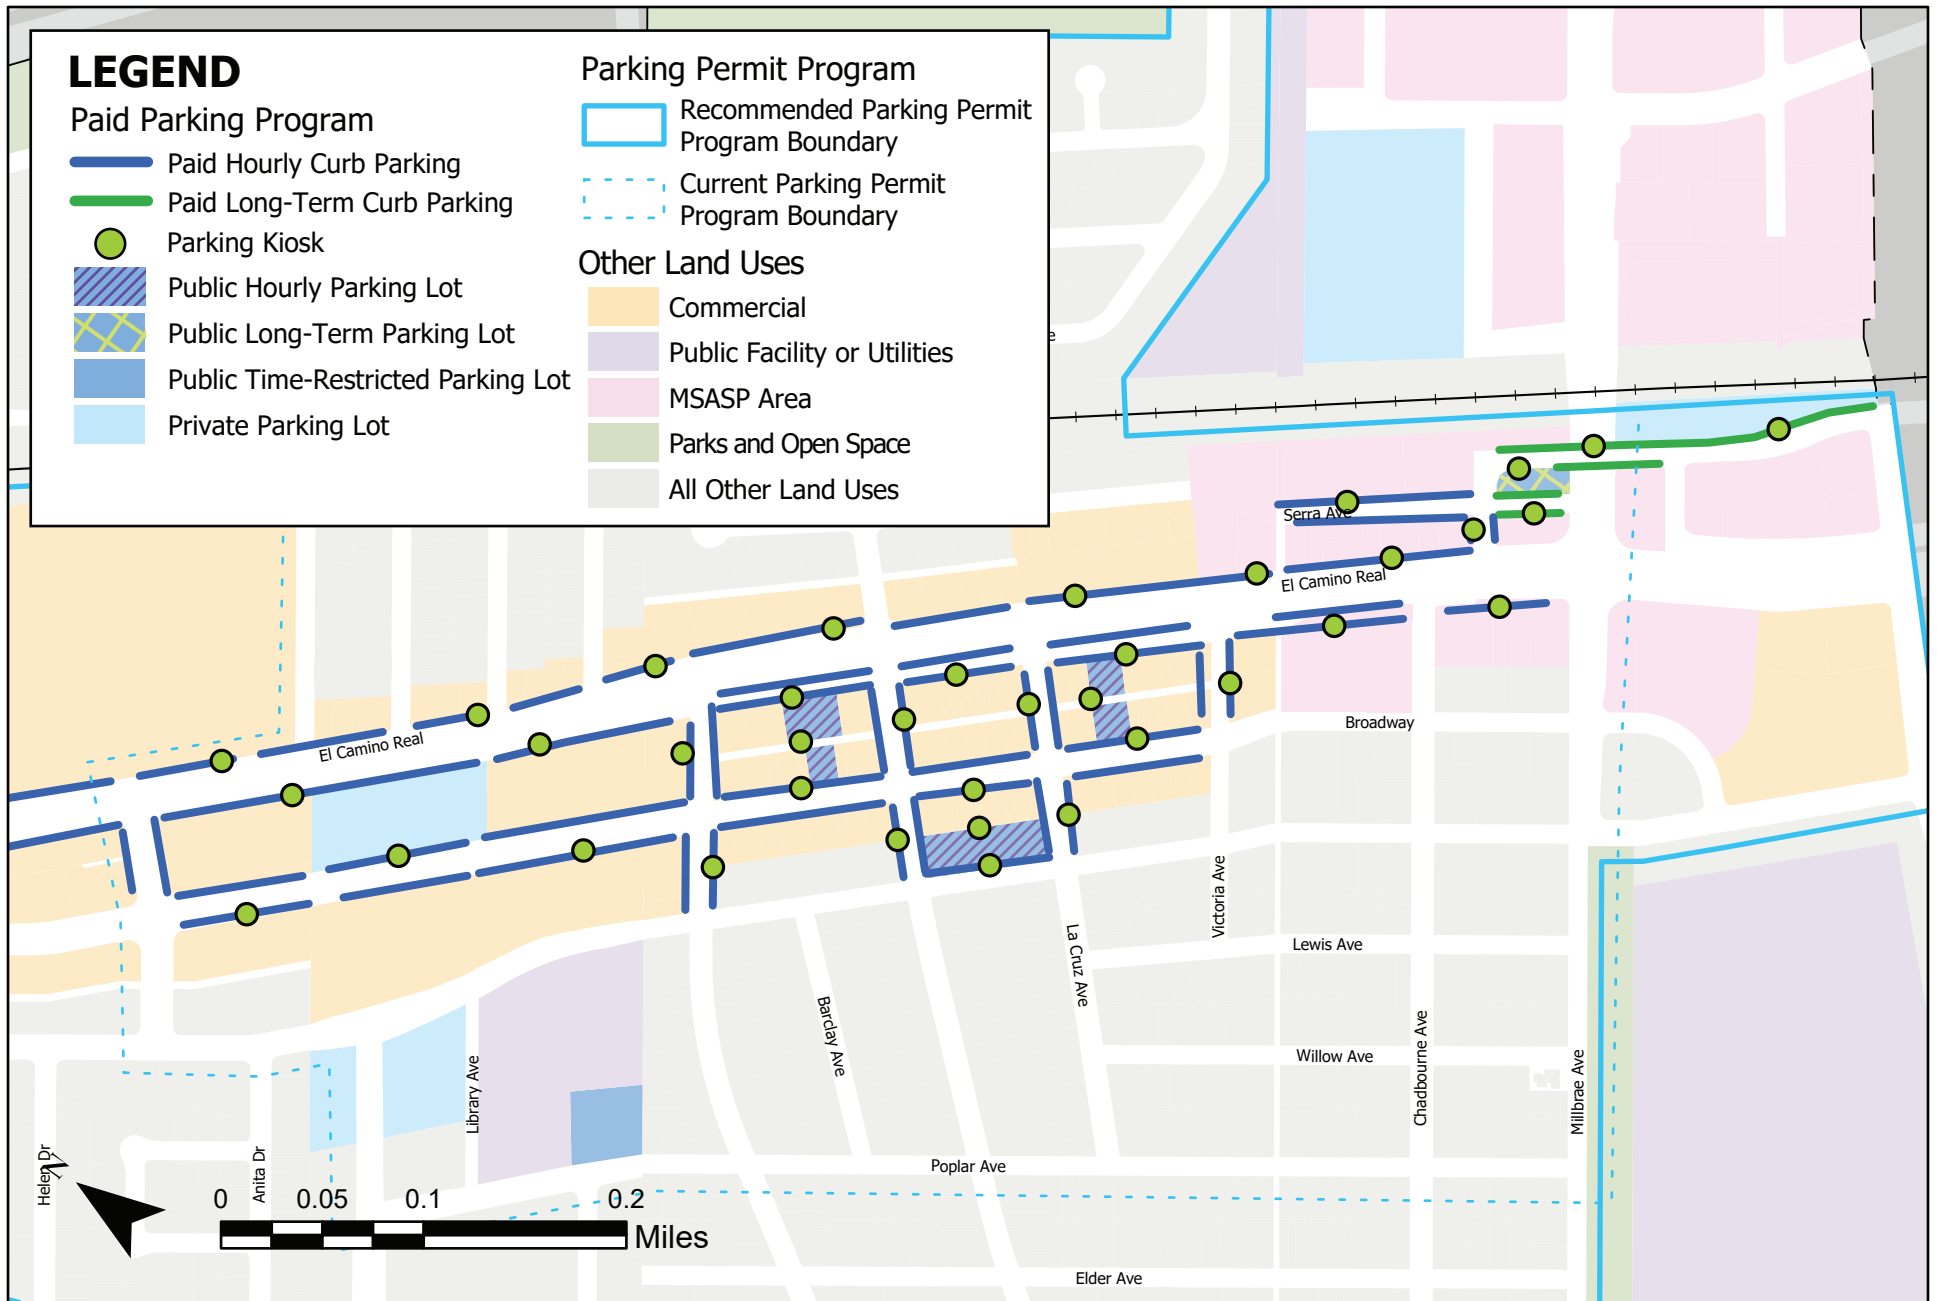 LEGEND
Paid Parking Program
Paid Hourly Curb Parking
Paid Long-Term Curb Parking
Parking Kiosk
Public Hourly Parking Lot
Public Long-Term Parking Lot
Public Time-Restricted Parking Lot
Private Parking Lot
Parking Permit Program
Recommended Parking Permit
Program Boundary
Current Parking Permit
Program Boundary
Other Land Uses
Commercial
Public Facility or Utilities
MSASP Area
Parks and Open Space
All Other Land Uses
e
Serra Ave
El Camino Real
El Camino Real
Broadway
Victoria Ave
La Cruz Ave
Lewis Ave
Barclay Ave
Willow Ave
Chadbourne Ave
Millbrae Ave
Library Ave
Helen Dr
Anita Dr
Poplar Ave
Elder Ave
N
0 0.05 0.1 0.2
Miles